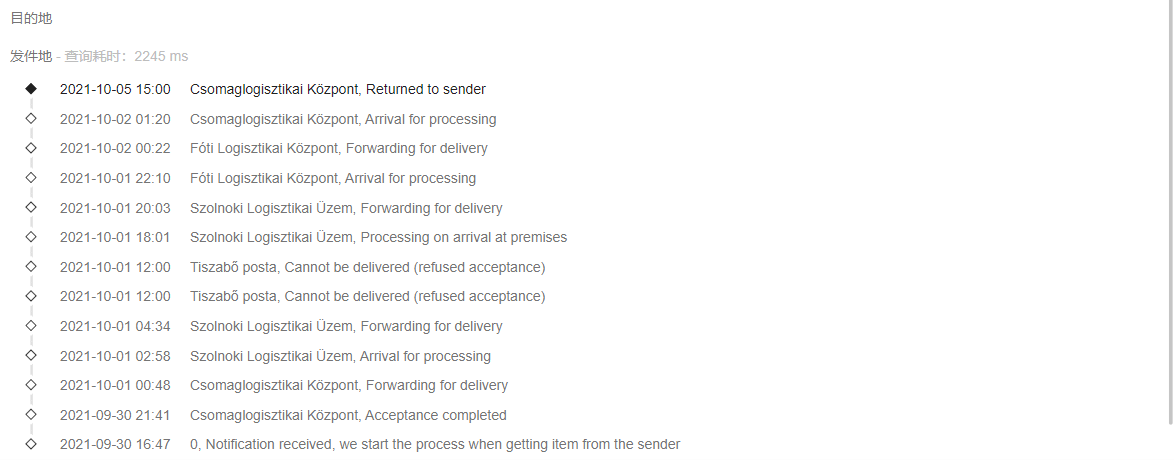 目的地
发件地 - 查询耗时：2245 ms
2021-10-05 15:00 Csomaglogisztikai Központ, Returned to sender
2021-10-02 01:20 Csomaglogisztikai Központ, Arrival for processing
2021-10-02 00:22 Fóti Logisztikai Központ, Forwarding for delivery
2021-10-01 22:10 Fóti Logisztikai Központ, Arrival for processing
2021-10-01 20:03 Szolnoki Logisztikai Üzem, Forwarding for delivery
2021-10-01 18:01 Szolnoki Logisztikai Üzem, Processing on arrival at premises
2021-10-01 12:00 Tiszabő posta, Cannot be delivered (refused acceptance)
2021-10-01 12:00 Tiszabő posta, Cannot be delivered (refused acceptance)
2021-10-01 04:34 Szolnoki Logisztikai Üzem, Forwarding for delivery
2021-10-01 02:58 Szolnoki Logisztikai Üzem, Arrival for processing
2021-10-01 00:48 Csomaglogisztikai Központ, Forwarding for delivery
2021-09-30 21:41 Csomaglogisztikai Központ, Acceptance completed
2021-09-30 16:47 0, Notification received, we start the process when getting item from the sender